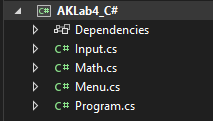 C# AKLab4_C#
Dependencies
C# Input.cs
C# Math.cs
C# Menu.cs
C# Program.cs